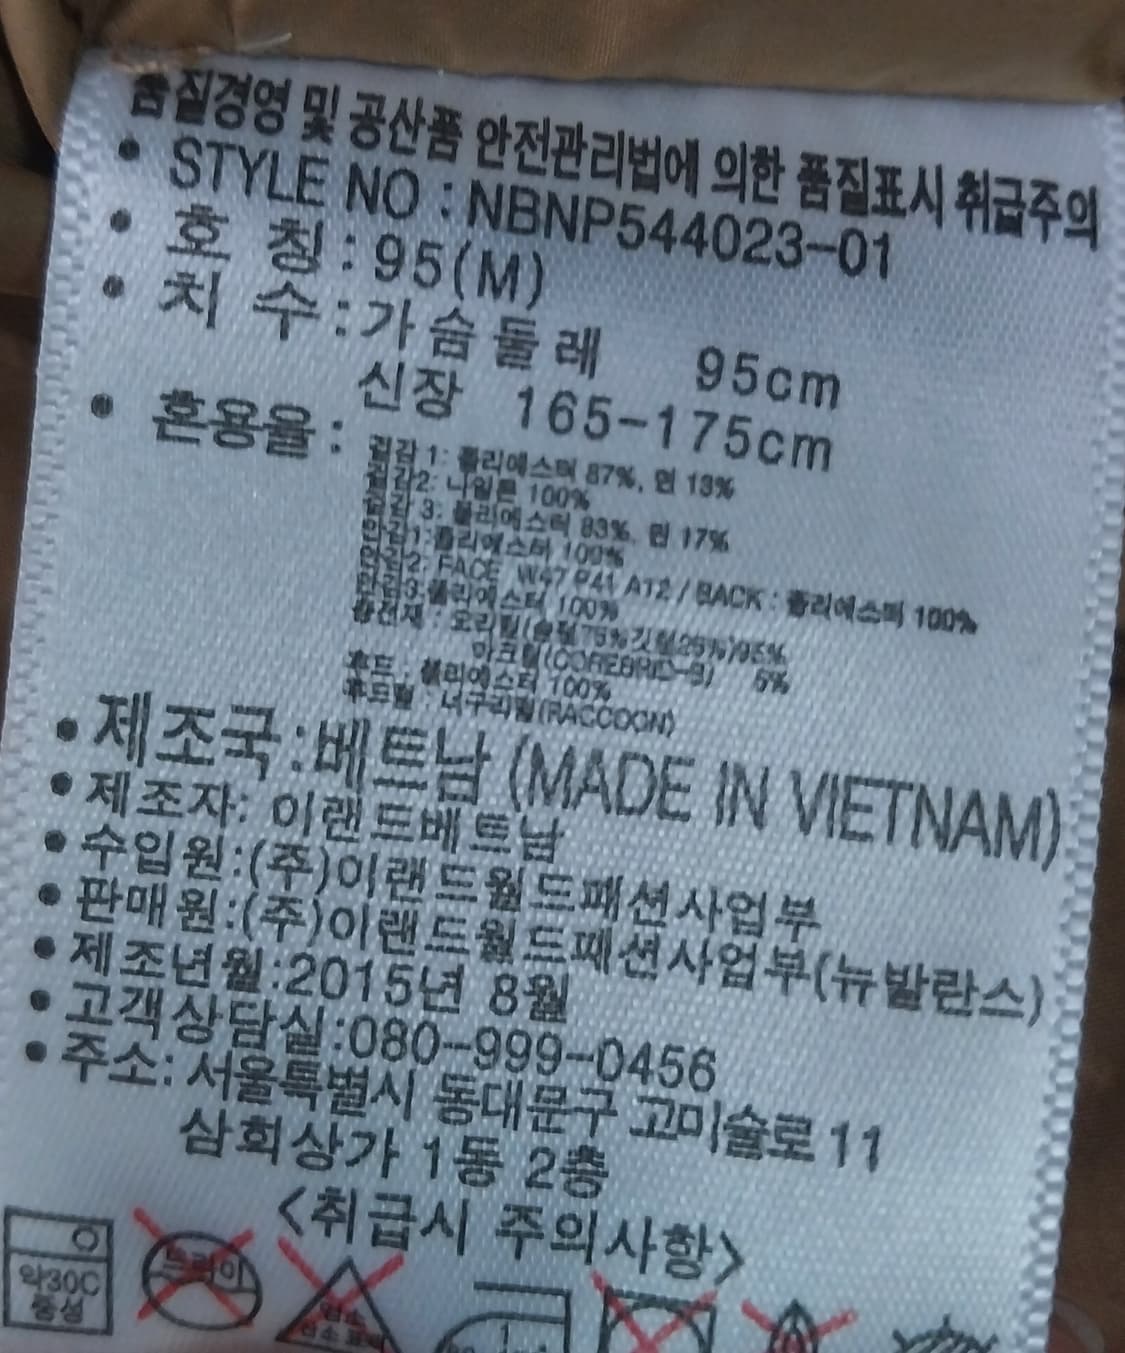 품질경영 및 공산품 안전관리법에 의한 품질표시 취급주의
• STYLE NO : NBNP544023-01
• 호 칭 : 95(M)
• 치 수 : 가슴둘레 95cm
신장 165-175cm
• 혼용율 :
겉감 1: 폴리에스터 87%, 면 13%
겉감2: 나일론 100%
겉감 3: 폴리에스터 83%, 면 17%
안감1:폴리에스터 100%
안감2: FACE W47 P41 A12 / BACK : 폴리에스터 100%
안감3:폴리에스터 100%
충전재 : 오리털(솜털75%깃털25%)95%
마크윌(COREBRID-B) 5%
후드 : 폴리에스터 100%
후드털 : 너구리털(RACCOON)
• 제조국:베트남 (MADE IN VIETNAM)
• 제조자: 이랜드베트남
• 수입원:(주)이랜드월드패션사업부
• 판매원:(주)이랜드월드패션사업부(뉴발란스)
• 제조년월:2015년 8월
• 고객상담실:080-999-0456
• 주소: 서울특별시 동대문구 고미술로 11
삼희상가 1동 2층
<취급시 주의사항>
약30C
중성
드라이